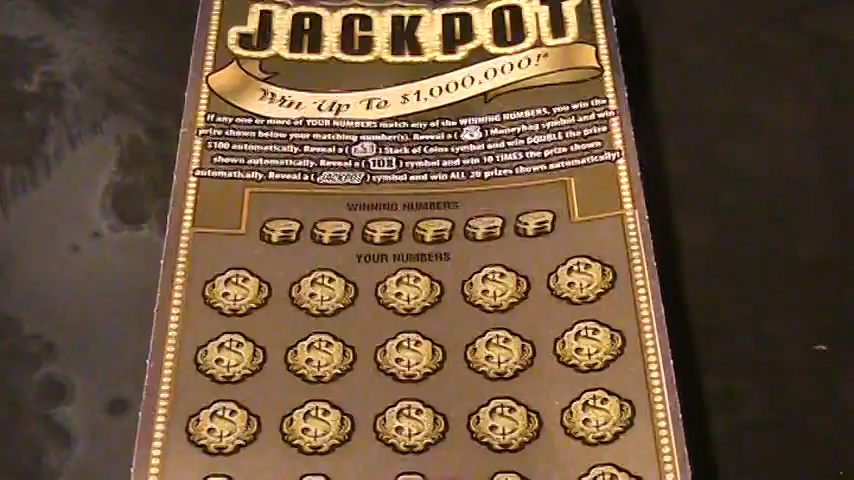 JACKPOT
Win Up To $1,000,000!*
If any one or more of YOUR NUMBERS match any of the WINNING NUMBERS, you win the
prize shown below your matching number(s). Reveal a ( ) Moneybag symbol and win
$100 automatically. Reveal a ( ) Stack of Coins symbol and win DOUBLE the prize
shown automatically. Reveal a ( 10X ) symbol and win 10 TIMES the prize shown
automatically. Reveal a ( JACKPOT ) symbol and win ALL 20 prizes shown automatically!
WINNING NUMBERS
YOUR NUMBERS
$ $ $ $ $
$ $ $ $ $
$ $ $ $ $